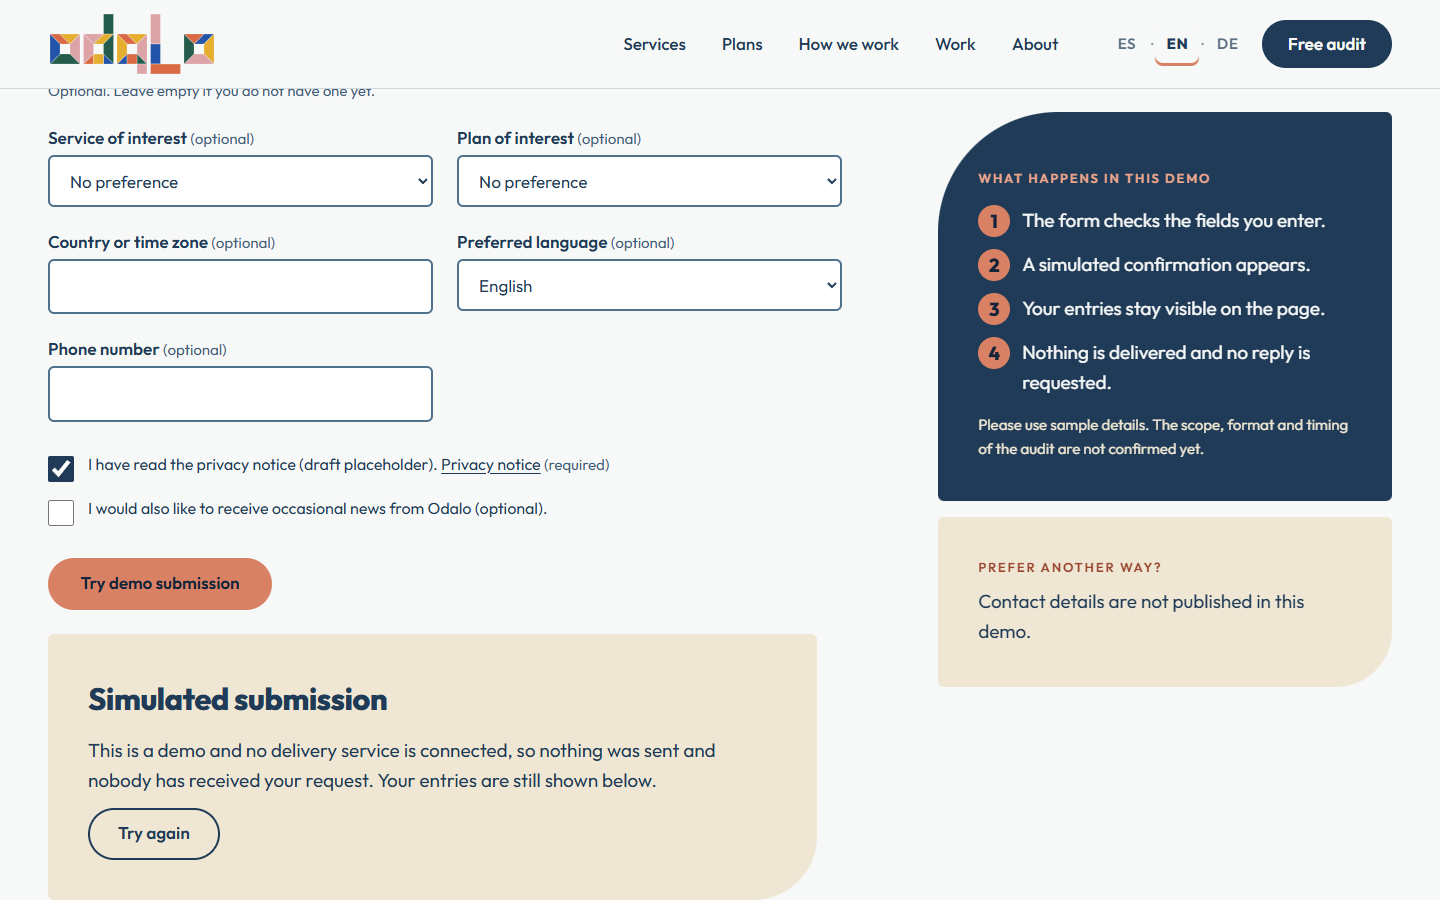 odalo
Services
Plans
How we work
Work
About
ES · EN · DE
Free audit
Optional. Leave empty if you do not have one yet.
Service of interest (optional)
No preference
Plan of interest (optional)
No preference
Country or time zone (optional)
Preferred language (optional)
English
Phone number (optional)
I have read the privacy notice (draft placeholder). Privacy notice (required)
I would also like to receive occasional news from Odalo (optional).
Try demo submission
Simulated submission
This is a demo and no delivery service is connected, so nothing was sent and
nobody has received your request. Your entries are still shown below.
Try again
WHAT HAPPENS IN THIS DEMO
1 The form checks the fields you enter.
2 A simulated confirmation appears.
3 Your entries stay visible on the page.
4 Nothing is delivered and no reply is
requested.
Please use sample details. The scope, format and timing
of the audit are not confirmed yet.
PREFER ANOTHER WAY?
Contact details are not published in this
demo.